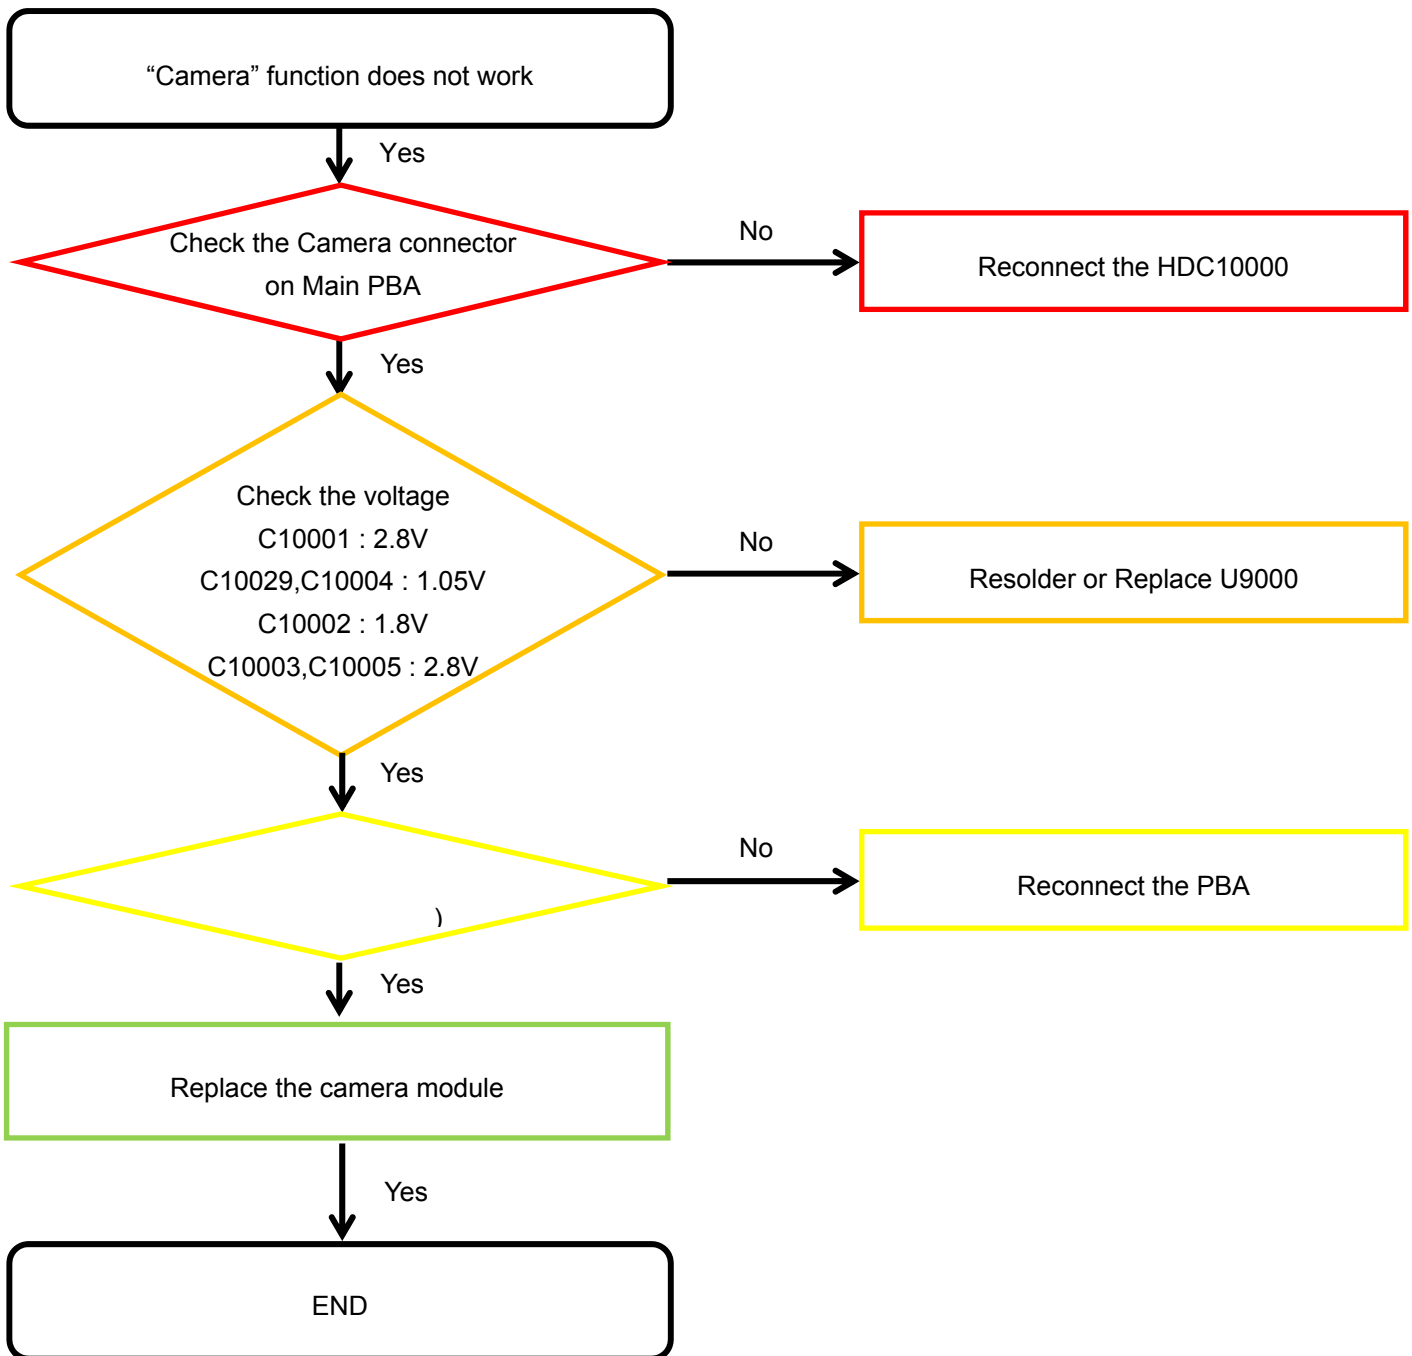 “Camera” function does not work
Yes
Check the Camera connector
on Main PBA
No
Reconnect the HDC10000
Yes
Check the voltage
C10001 : 2.8V
C10029,C10004 : 1.05V
C10002 : 1.8V
C10003,C10005 : 2.8V
No
Resolder or Replace U9000
Yes
)
No
Reconnect the PBA
Yes
Replace the camera module
Yes
END